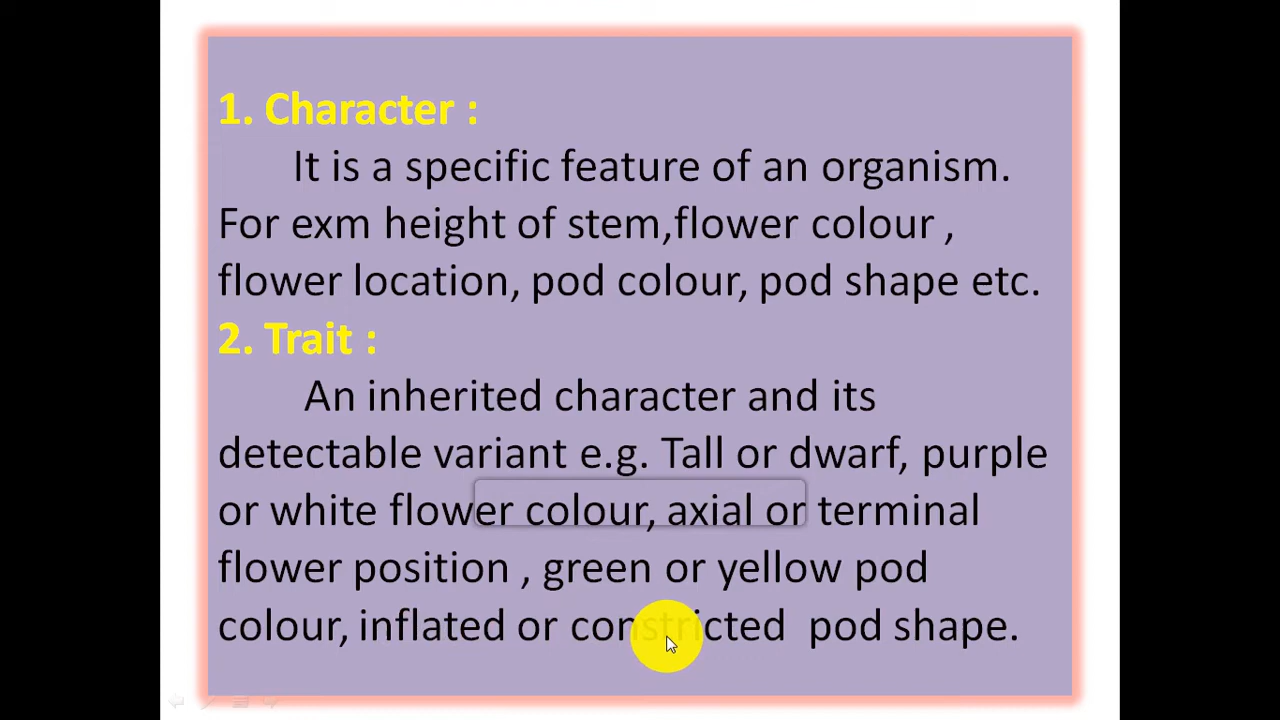 1. Character :
It is a specific feature of an organism.
For exm height of stem,flower colour ,
flower location, pod colour, pod shape etc.
2. Trait :
An inherited character and its
detectable variant e.g. Tall or dwarf, purple
or white flower colour, axial or terminal
flower position , green or yellow pod
colour, inflated or constricted  pod shape.